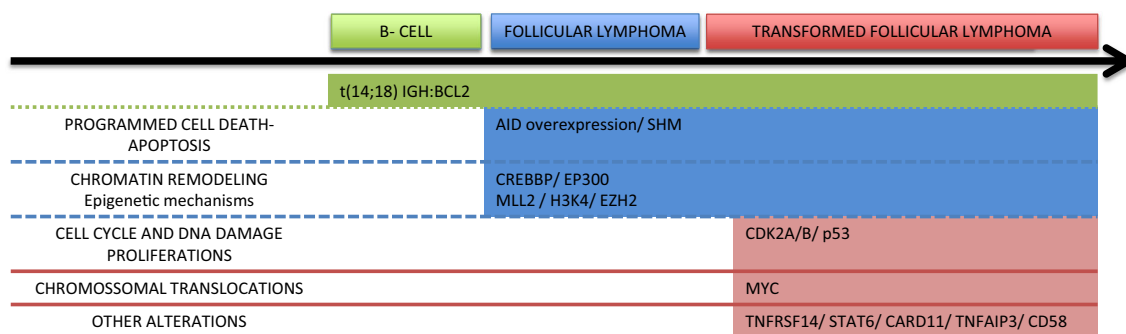 B- CELL
FOLLICULAR LYMPHOMA
TRANSFORMED FOLLICULAR LYMPHOMA
t(14;18) IGH:BCL2
PROGRAMMED CELL DEATH-
APOPTOSIS
AID overexpression/ SHM
CHROMATIN REMODELING
Epigenetic mechanisms
CREBBP/ EP300
MLL2 / H3K4/ EZH2
CELL CYCLE AND DNA DAMAGE
PROLIFERATIONS
CDK2A/B/ p53
CHROMOSSOMAL TRANSLOCATIONS
MYC
OTHER ALTERATIONS
TNFRSF14/ STAT6/ CARD11/ TNFAIP3/ CD58